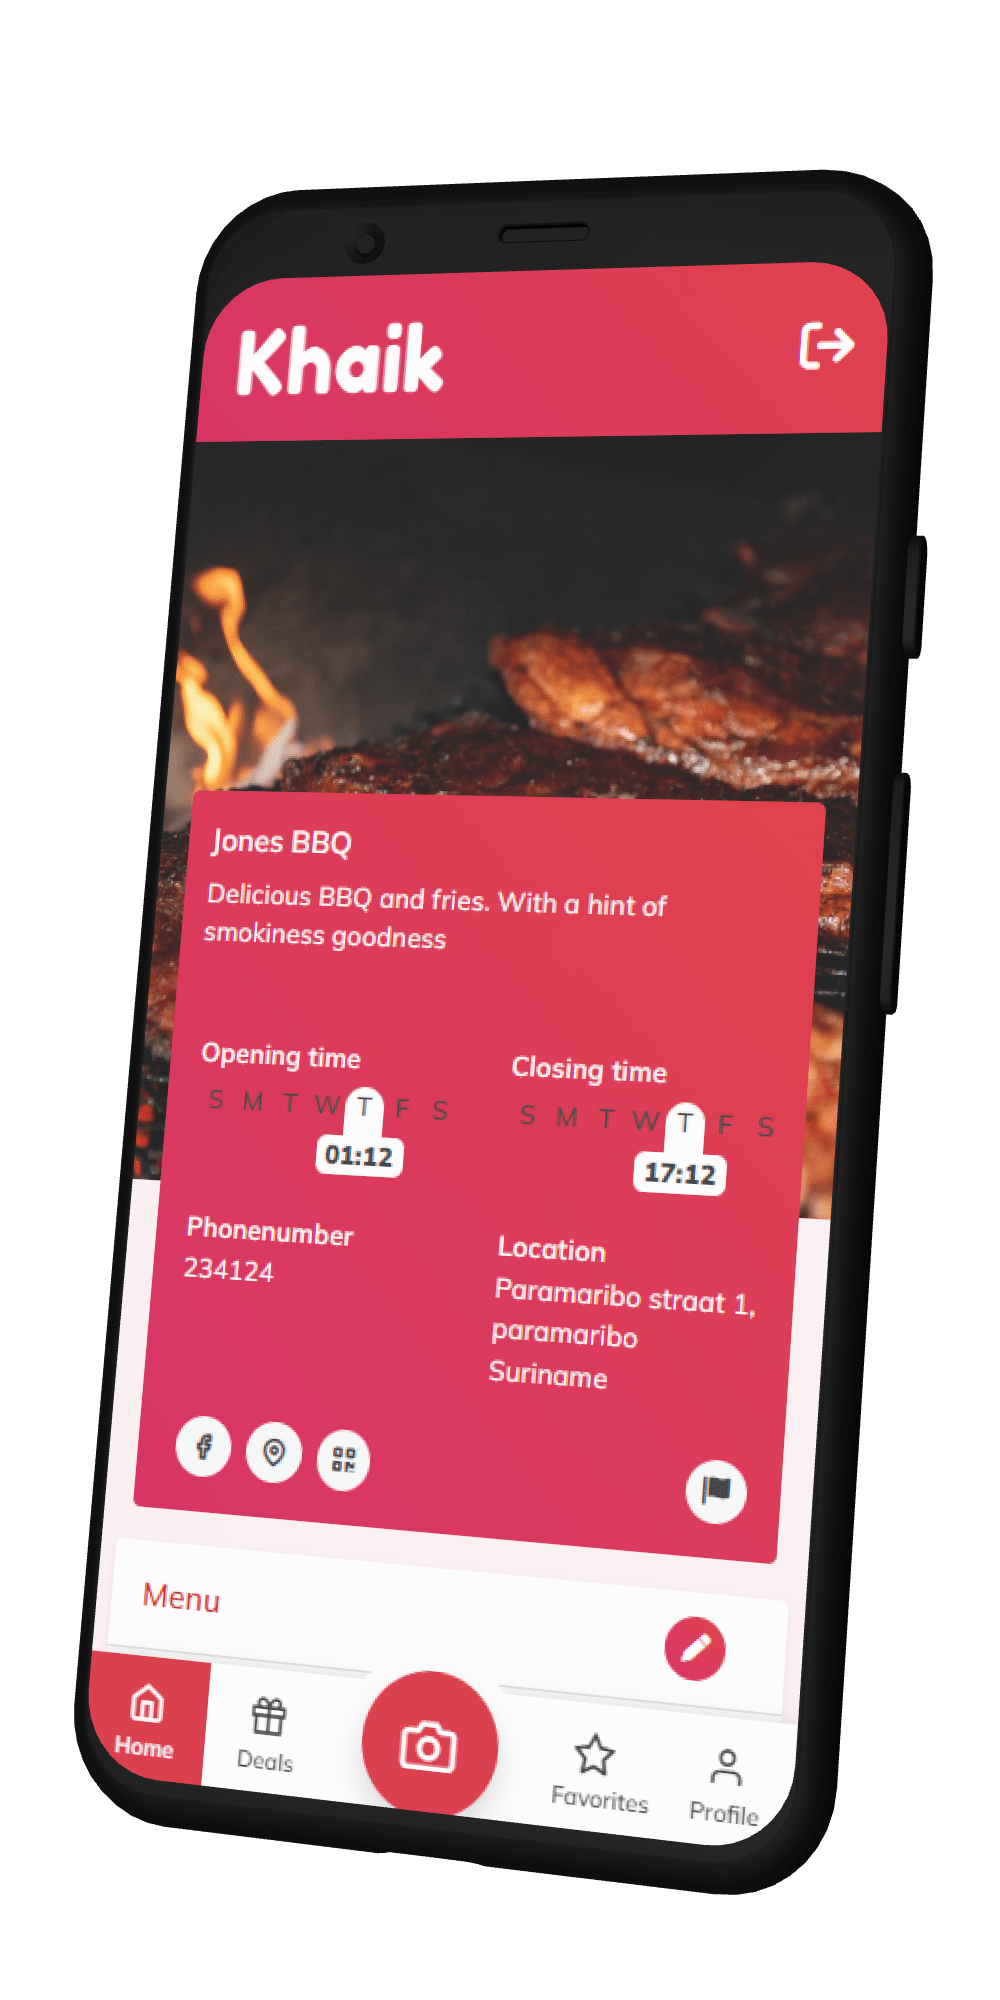 Khaik
Jones BBQ
Delicious BBQ and fries. With a hint of
smokiness goodness
Opening time
S M T W T F S
01:12
Closing time
S M T W T F S
17:12
Phonenumber
234124
Location
Paramaribo straat 1,
paramaribo
Suriname
Menu
Home
Deals
Favorites
Profile